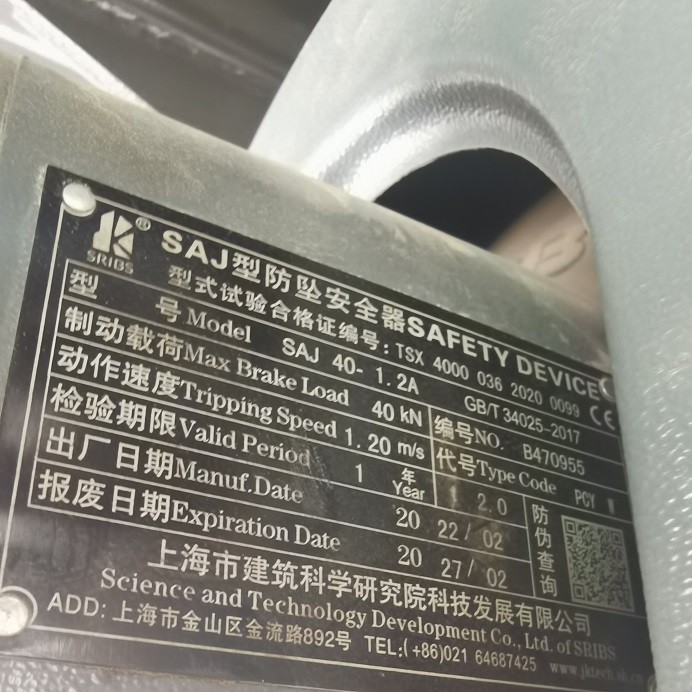 SRIBS ®
SAJ型防坠安全器SAFETY DEVICE
型式试验合格证编号: TSX 4000 036 2020 0099 CE
型 号Model SAJ 40- 1.2A GB/T 34025-2017
制动载荷Max Brake Load 40 kN 编号NO. B470955
动作速度Tripping Speed 1.20 m/s 代号Type Code PCY W
检验期限Valid Period 1 年 Year 2.0 防伪查询
出厂日期Manuf.Date 20 22/ 02
报废日期Expiration Date 20 27/ 02
上海市建筑科学研究院科技发展有限公司
Science and Technology Development Co., Ltd. of SRIBS
ADD: 上海市金山区金流路892号 TEL:(+86)021 64687425